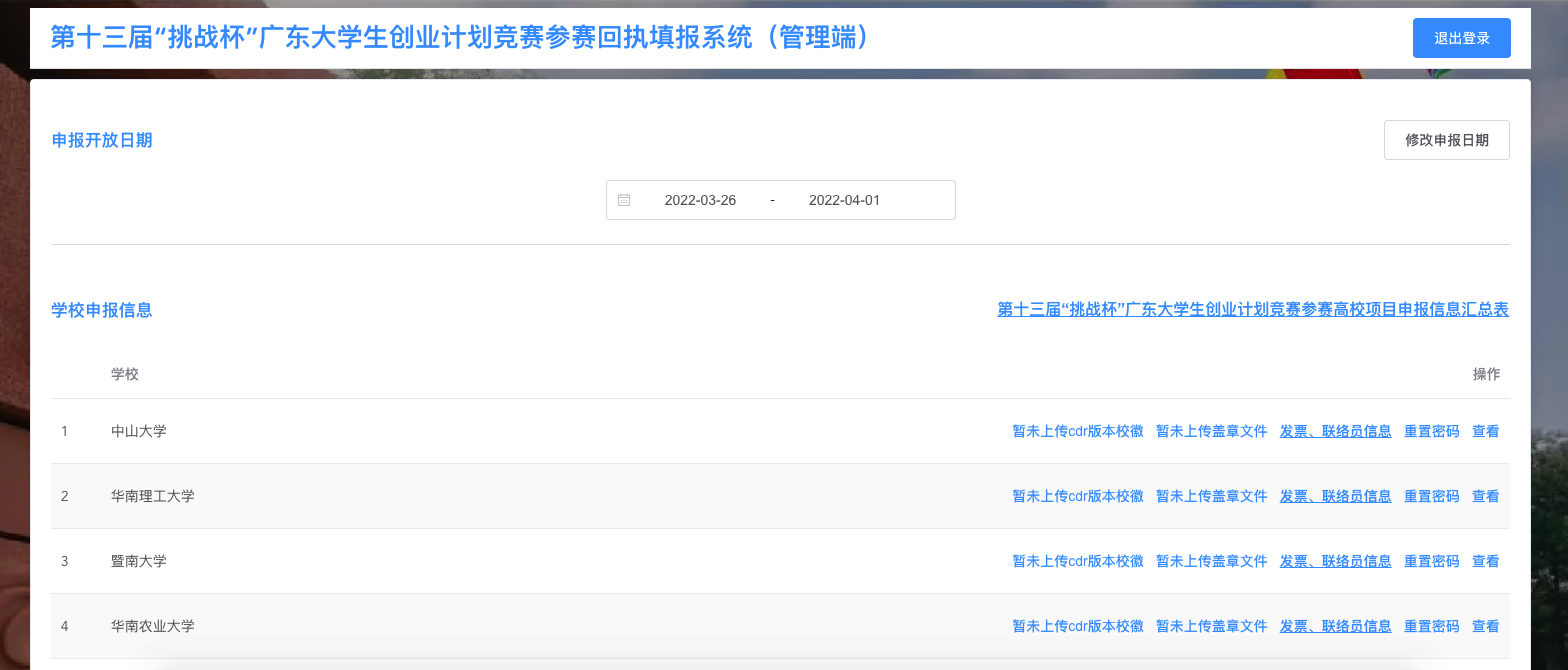 第十三届“挑战杯”广东大学生创业计划竞赛参赛回执填报系统（管理端） 退出登录
申报开放日期 修改申报日期
2022-03-26 - 2022-04-01
学校申报信息 第十三届“挑战杯”广东大学生创业计划竞赛参赛高校项目申报信息汇总表
学校 操作
1 中山大学 暂未上传cdr版本校徽 暂未上传盖章文件 发票、联络员信息 重置密码 查看
2 华南理工大学 暂未上传cdr版本校徽 暂未上传盖章文件 发票、联络员信息 重置密码 查看
3 暨南大学 暂未上传cdr版本校徽 暂未上传盖章文件 发票、联络员信息 重置密码 查看
4 华南农业大学 暂未上传cdr版本校徽 暂未上传盖章文件 发票、联络员信息 重置密码 查看